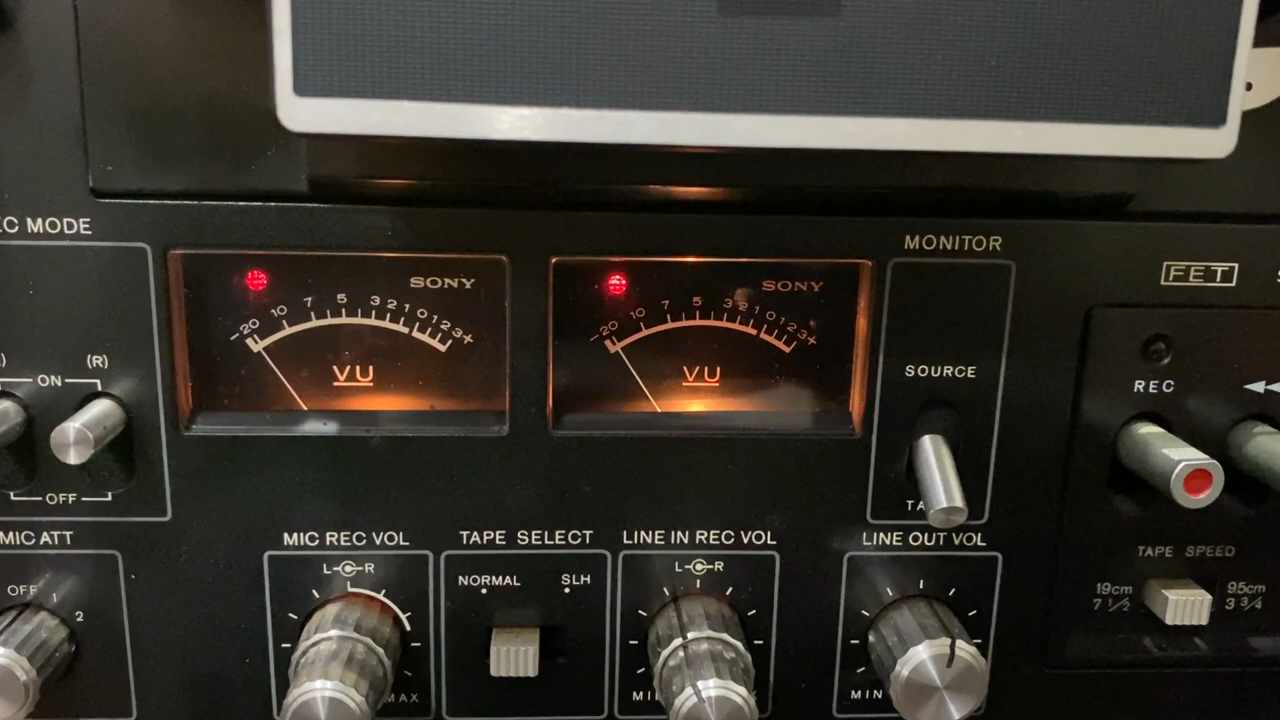 C MODE
(R)
ON
OFF
SONY
-20 10 7 5 3 2 1 0 1 2 3+
VU
SONY
-20 10 7 5 3 2 1 0 1 2 3+
VU
MONITOR
SOURCE
TA
FET
REC
TAPE SPEED
19cm
7 1/2
9.5cm
3 3/4
MIC ATT
OFF
1
2
MIC REC VOL
L R
MAX
TAPE SELECT
NORMAL
SLH
LINE IN REC VOL
L R
MI
LINE OUT VOL
MIN